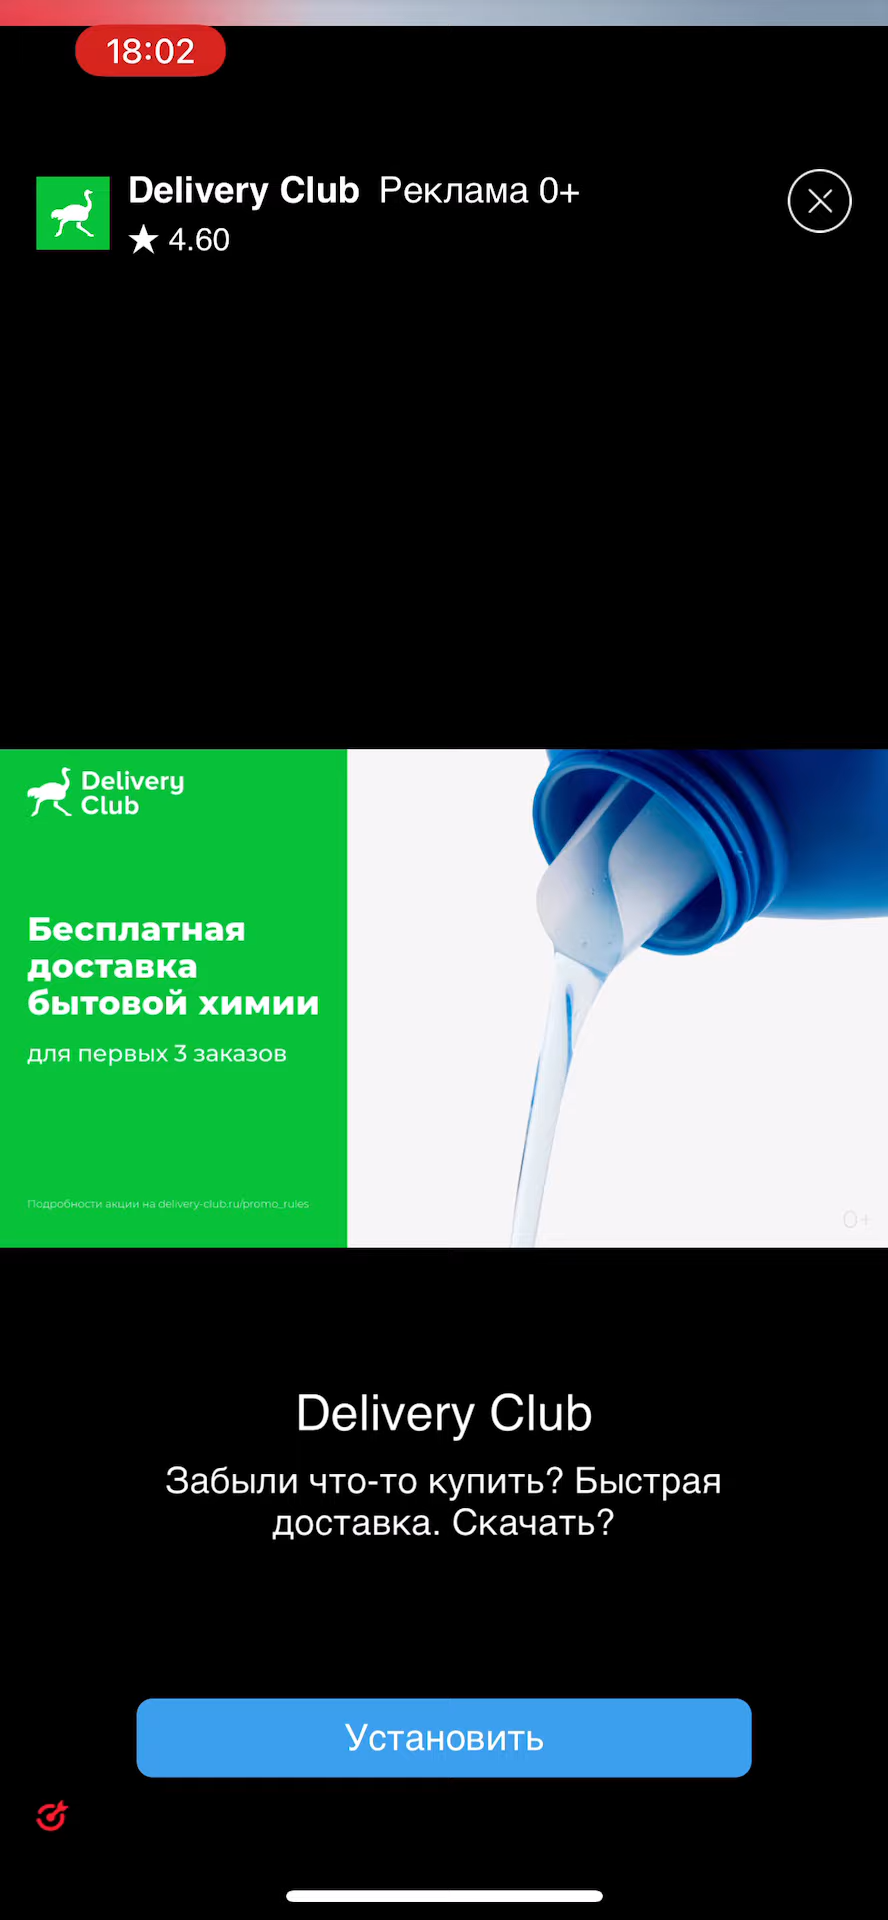 18:02
Delivery Club Реклама 0+
4.60
Delivery
Club
Бесплатная
доставка
бытовой химии
для первых 3 заказов
Подробности акции на delivery-club.ru/promo_rules
0+
Delivery Club
Забыли что-то купить? Быстрая
доставка. Скачать?
Установить